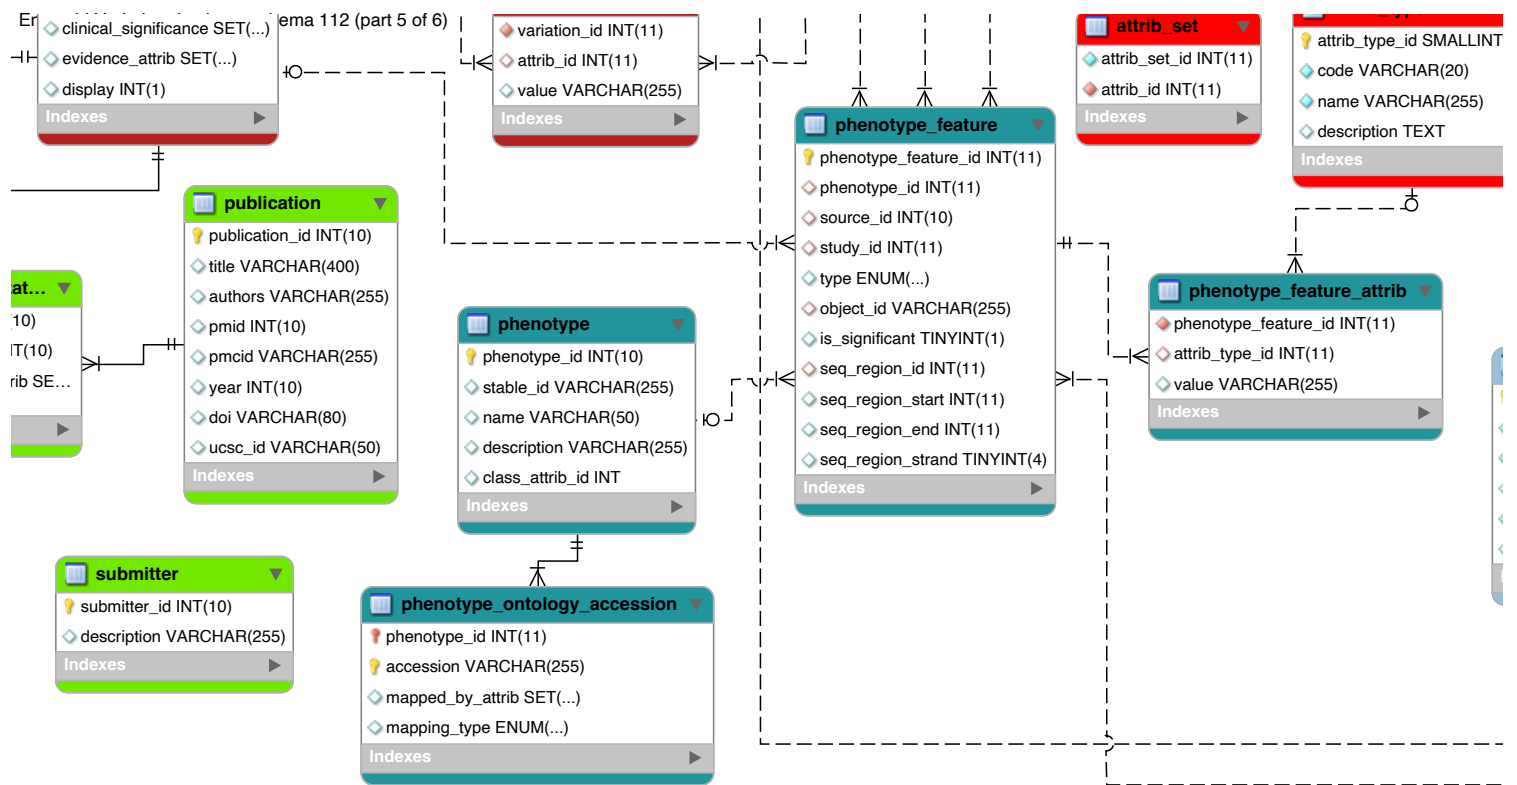 ema 112 (part 5 of 6)
clinical_significance SET(...)
evidence_attrib SET(...)
display INT(1)
Indexes
variation_id INT(11)
attrib_id INT(11)
value VARCHAR(255)
attrib_set
attrib_set_id INT(11)
attrib_id INT(11)
Indexes
attrib_type_id SMALLINT
code VARCHAR(20)
name VARCHAR(255)
description TEXT
Indexes
phenotype_feature
phenotype_feature_id INT(11)
phenotype_id INT(11)
source_id INT(10)
study_id INT(11)
type ENUM(...)
object_id VARCHAR(255)
is_significant TINYINT(1)
seq_region_id INT(11)
seq_region_start INT(11)
seq_region_end INT(11)
seq_region_strand TINYINT(4)
Indexes
Indexes
publication
publication_id INT(10)
title VARCHAR(400)
authors VARCHAR(255)
pmid INT(10)
pmcid VARCHAR(255)
year INT(10)
doi VARCHAR(80)
ucsc_id VARCHAR(50)
Indexes
tat...
10)
IT(10)
rib SE...
phenotype
phenotype_id INT(10)
stable_id VARCHAR(255)
name VARCHAR(50)
description VARCHAR(255)
class_attrib_id INT
Indexes
phenotype_feature_attrib
phenotype_feature_id INT(11)
attrib_type_id INT(11)
value VARCHAR(255)
Indexes
submitter
submitter_id INT(10)
description VARCHAR(255)
Indexes
phenotype_ontology_accession
phenotype_id INT(11)
accession VARCHAR(255)
mapped_by_attrib SET(...)
mapping_type ENUM(...)
Indexes